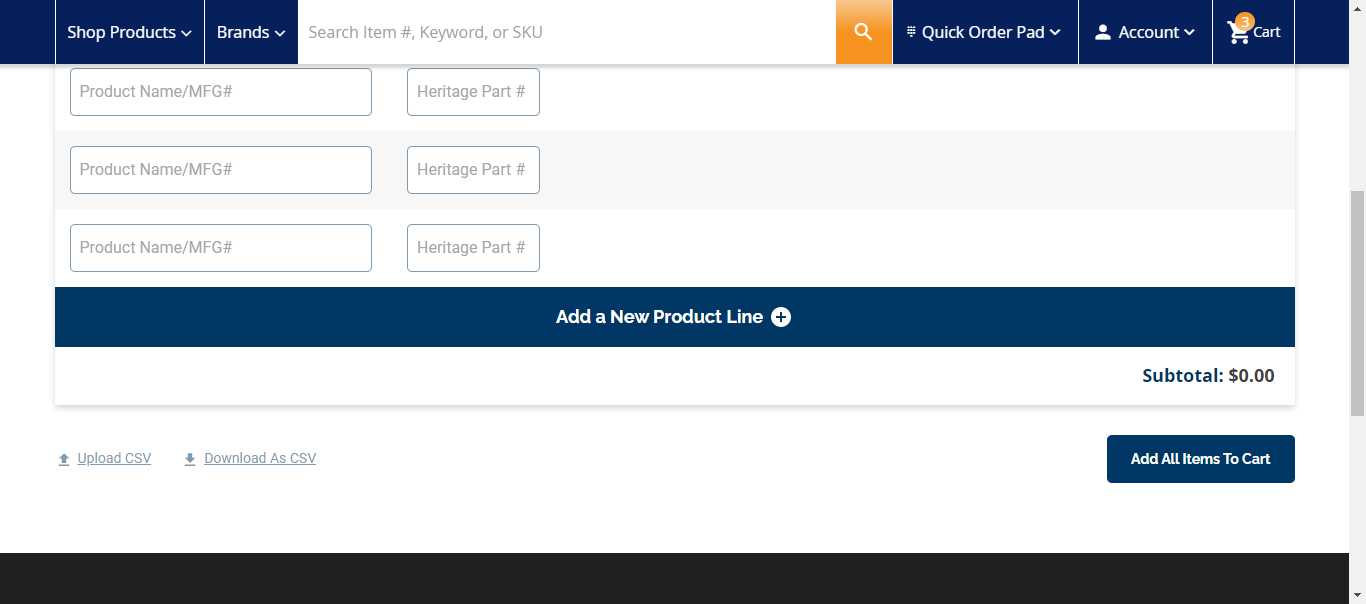 Shop Products
Brands
Search Item #, Keyword, or SKU
Quick Order Pad
Account
3
Cart
Product Name/MFG#
Heritage Part #
Product Name/MFG#
Heritage Part #
Product Name/MFG#
Heritage Part #
Add a New Product Line
Subtotal: $0.00
Upload CSV
Download As CSV
Add All Items To Cart